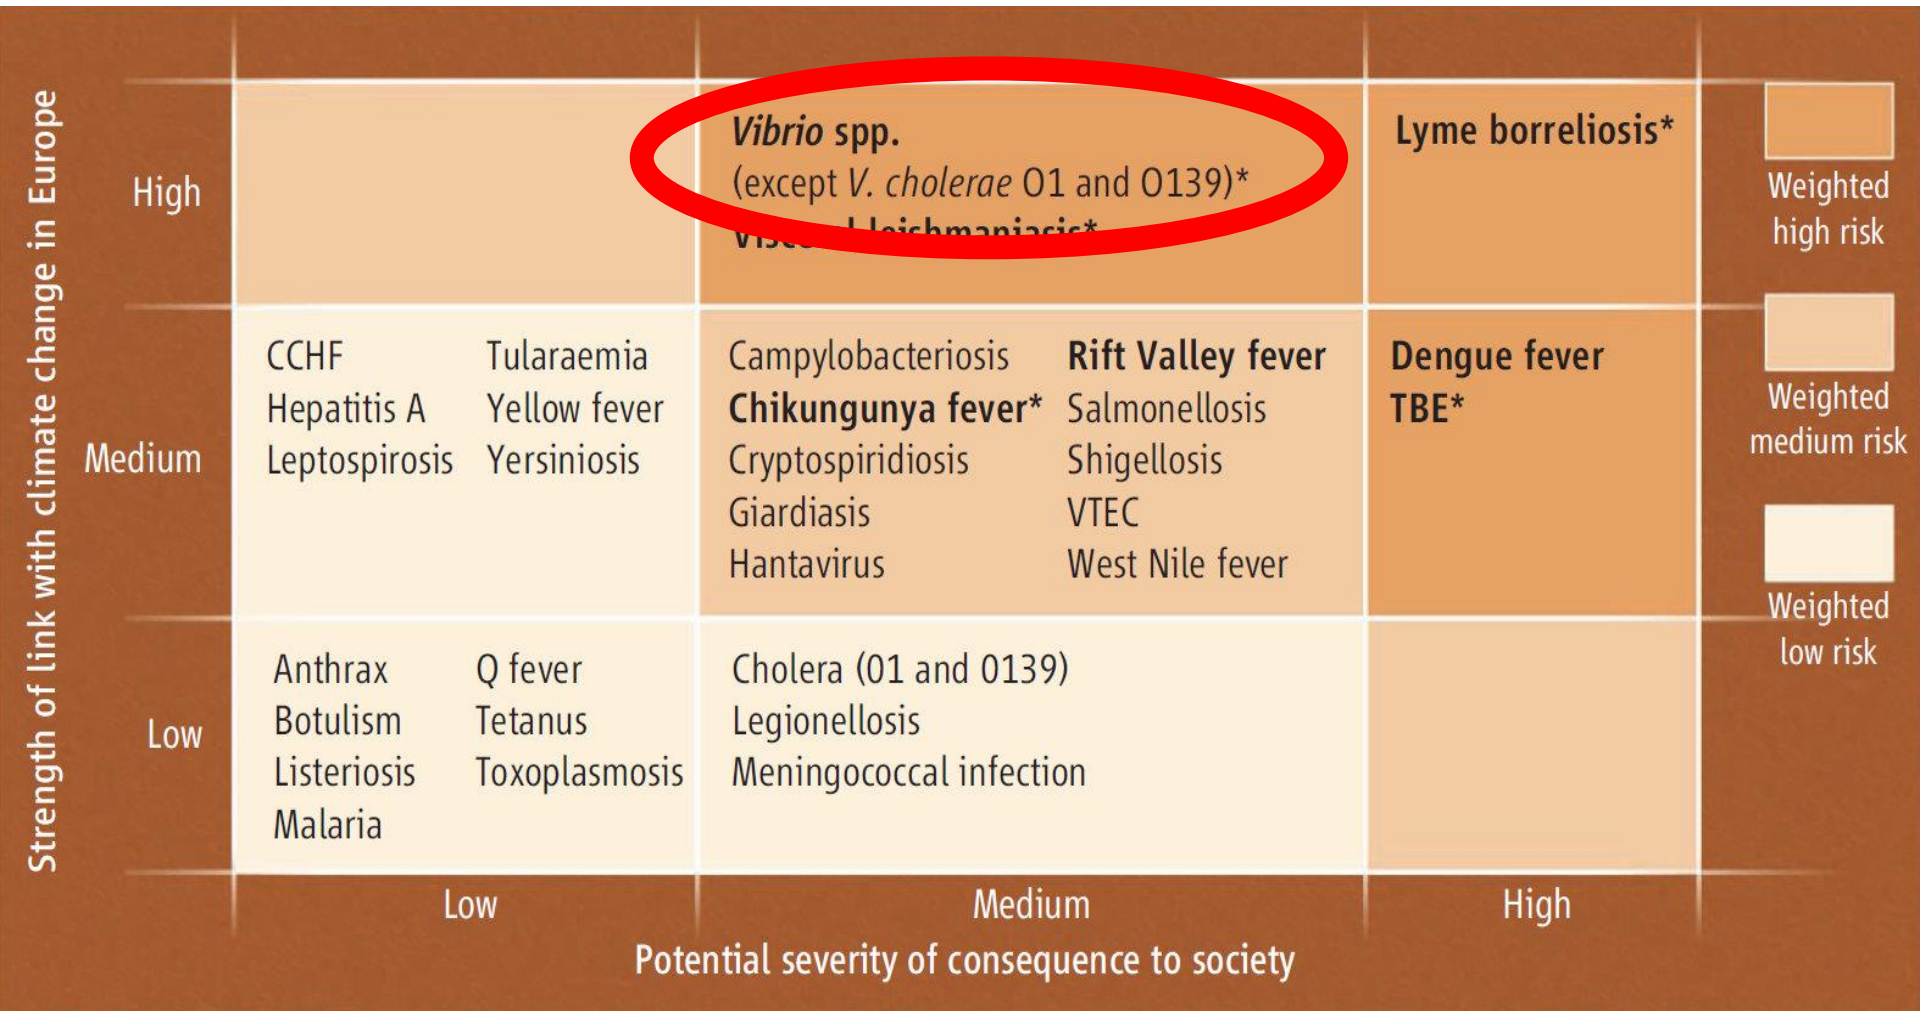 Strength of link with climate change in Europe
High
Vibrio spp.
(except V. cholerae O1 and O139)*
Visceral leishmaniasis*
Lyme borreliosis*
Medium
CCHF
Hepatitis A
Leptospirosis
Tularaemia
Yellow fever
Yersiniosis
Campylobacteriosis
Chikungunya fever*
Cryptospiridiosis
Giardiasis
Hantavirus
Rift Valley fever
Salmonellosis
Shigellosis
VTEC
West Nile fever
Dengue fever
TBE*
Low
Anthrax
Botulism
Listeriosis
Malaria
Q fever
Tetanus
Toxoplasmosis
Cholera (01 and 0139)
Legionellosis
Meningococcal infection
Low
Medium
High
Potential severity of consequence to society
Weighted
high risk
Weighted
medium risk
Weighted
low risk